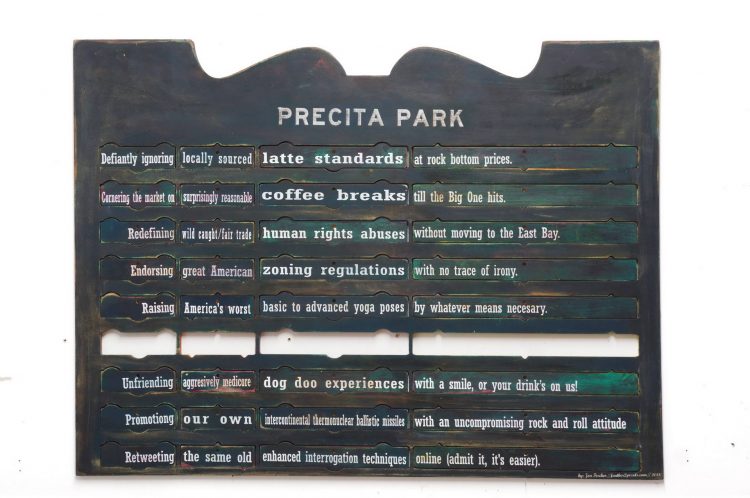 PRECITA PARK
Defiantly ignoring locally sourced latte standards at rock bottom prices.
Cornering the market on surprisingly reasonable coffee breaks till the Big One hits.
Redefining wild caught/fair trade human rights abuses without moving to the East Bay.
Endorsing great American zoning regulations with no trace of irony.
Raising America's worst basic to advanced yoga poses by whatever means necesary.
Unfriending aggresively mediocre dog doo experiences with a smile, or your drink's on us!
Promotiong our own intercontinental thermonuclear ballistic missiles with an uncompromising rock and roll attitude
Retweeting the same old enhanced interrogation techniques online (admit it, it's easier).